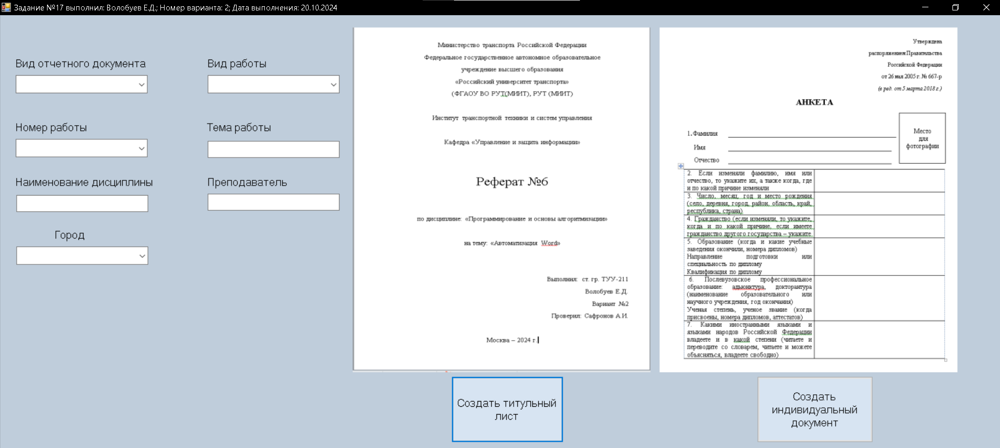 Задание №17 выполнил: Волобуев Е.Д.; Номер варианта: 2; Дата выполнения: 20.10.2024
Вид отчетного документа
Вид работы
Номер работы
Тема работы
Наименование дисциплины
Преподаватель
Город
Министерство транспорта Российской Федерации
Федеральное государственное автономное образовательное
учреждение высшего образования
«Российский университет транспорта»
(ФГАОУ ВО РУТ(МИИТ), РУТ (МИИТ)
Институт транспортной техники и систем управления
Кафедра «Управление и защита информации»
Реферат №6
по дисциплине: «Программирование и основы алгоритмизации»
на тему: «Автоматизация Word»
Выполнил: ст. гр. ТУУ-211
Волобуев Е.Д.
Вариант №2
Проверил: Сафронов А.И.
Москва – 2024 г.
Создать титульный
лист
Утверждена
распоряжением Правительства
Российской Федерации
от 26 мая 2005 г. № 667-р
(в ред. от 5 марта 2018 г.)
АНКЕТА
Место
для
фотографии
1. Фамилия
Имя
Отчество
2. Если изменяли фамилию, имя или
отчество, то укажите их, а также когда, где
и по какой причине изменяли
3. Число, месяц, год и место рождения
(село, деревня, город, район, область, край,
республика, страна)
4. Гражданство (если изменяли, то укажите,
когда и по какой причине, если имеете
гражданство другого государства – укажите
5. Образование (когда и какие учебные
заведения окончили, номера дипломов)
Направление подготовки или
специальность по диплому
Квалификация по диплому
6. Послевузовское профессиональное
образование: адъюнктура, докторантура
(наименование образовательного или
научного учреждения, год окончания)
Ученая степень, ученое звание (когда
присвоены, номера дипломов, аттестатов)
7. Какими иностранными языками и
языками народов Российской Федерации
владеете и в какой степени (читаете и
переводите со словарем, читаете и можете
объясняться, владеете свободно)
Создать
индивидуальный
документ